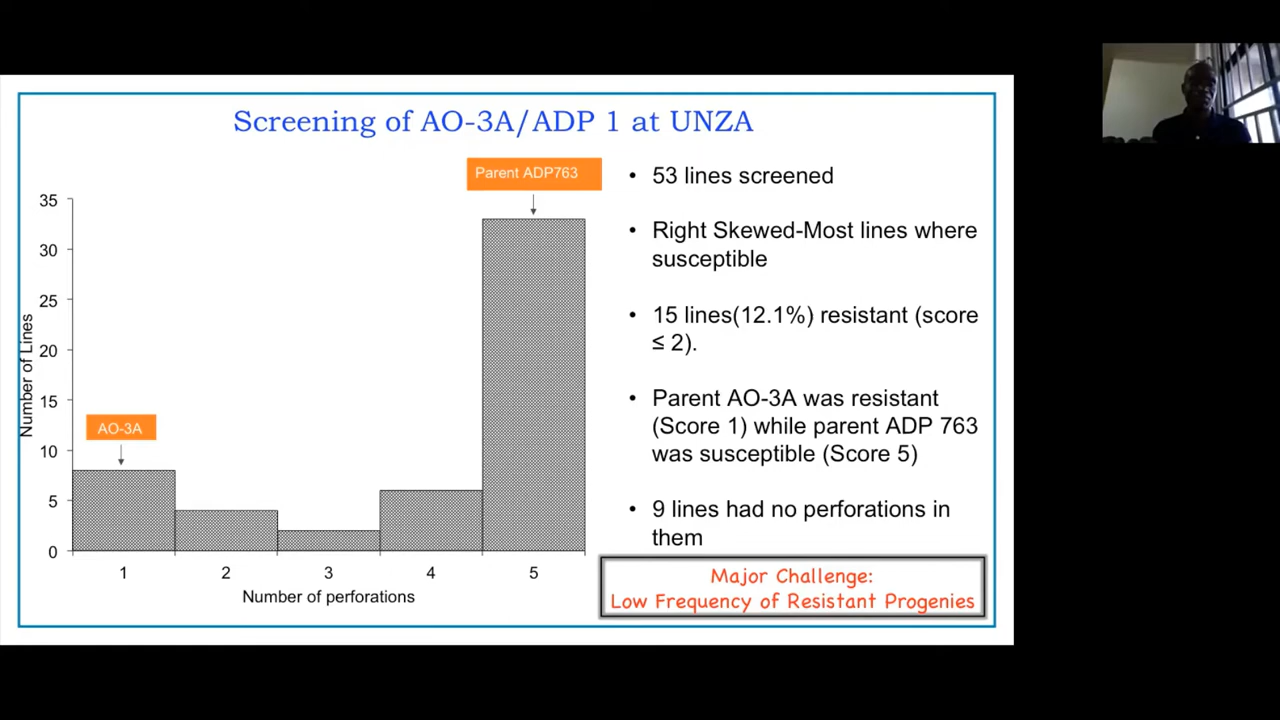 Screening of AO-3A/ADP 1 at UNZA
Parent ADP763
AO-3A
35
30
25
20
15
10
5
0
Number of Lines
1 2 3 4 5
Number of perforations
• 53 lines screened
• Right Skewed-Most lines where
susceptible
• 15 lines(12.1%) resistant (score
≤ 2).
• Parent AO-3A was resistant
(Score 1) while parent ADP 763
was susceptible (Score 5)
• 9 lines had no perforations in
them
Major Challenge:
Low Frequency of Resistant Progenies